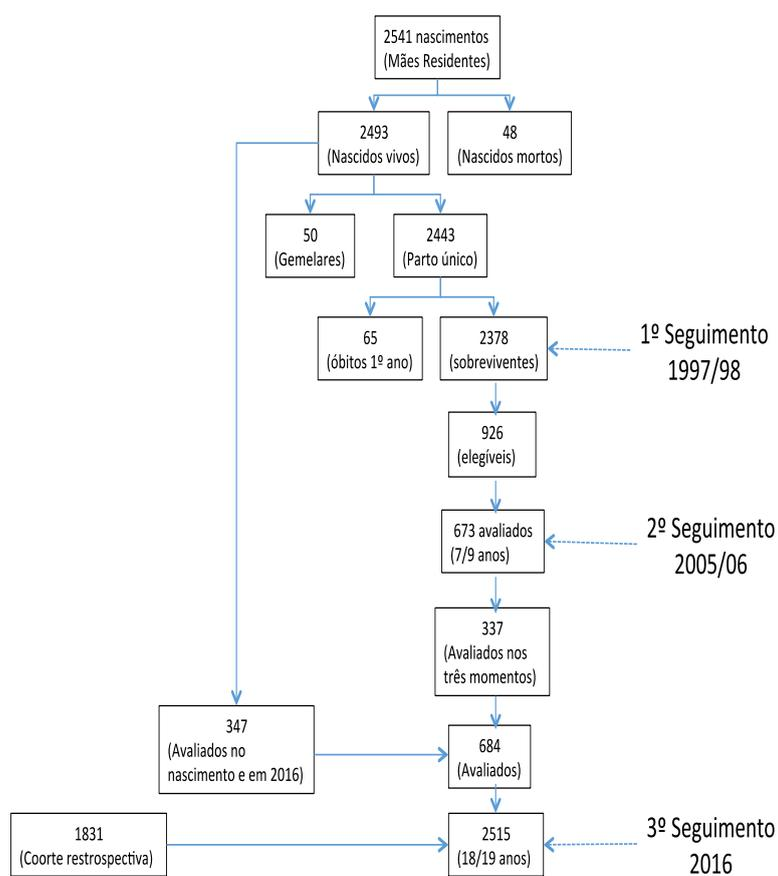 2541 nascimentos
(Mães Residentes)
2493
(Nascidos vivos)
48
(Nascidos mortos)
50
(Gemelares)
2443
(Parto único)
65
(óbitos 1º ano)
2378
(sobreviventes)
1º Seguimento
1997/98
926
(elegíveis)
673 avaliados
(7/9 anos)
2º Seguimento
2005/06
337
(Avaliados nos
três momentos)
347
(Avaliados no
nascimento e em 2016)
684
(Avaliados)
1831
(Coorte restrospectiva)
2515
(18/19 anos)
3º Seguimento
2016